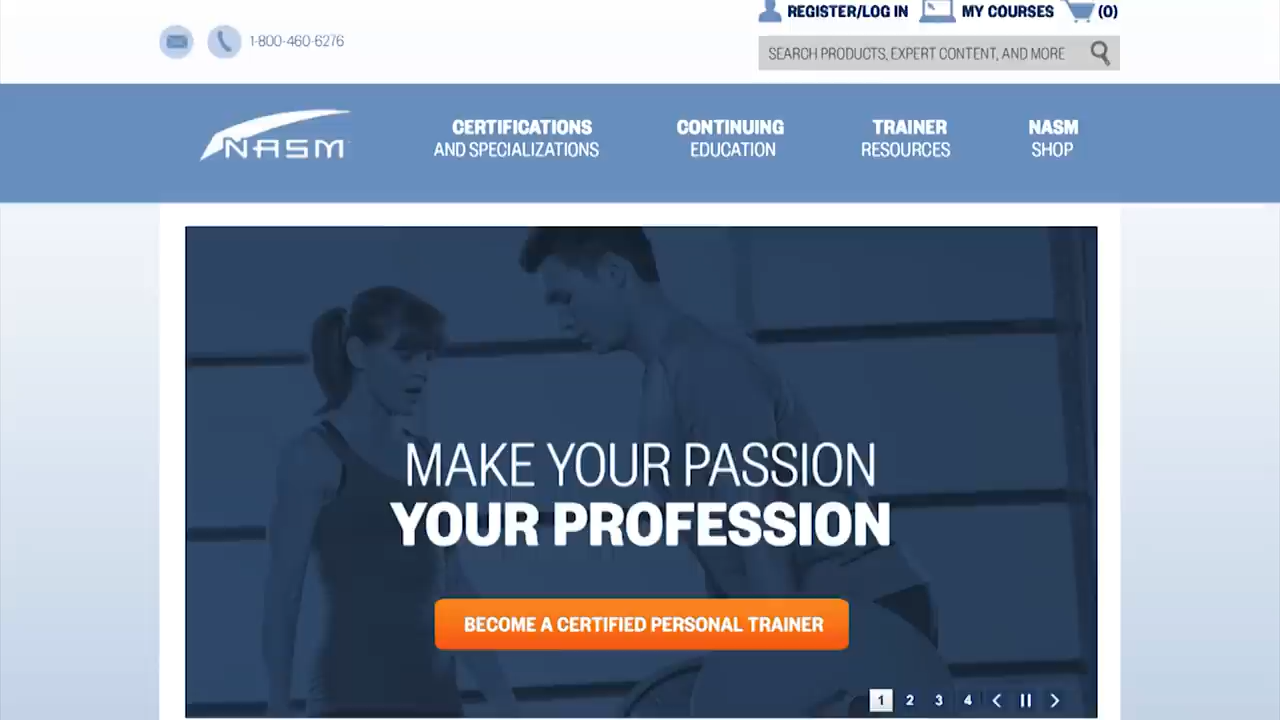 REGISTER/LOG IN MY COURSES (0)
1-800-460-6276
SEARCH PRODUCTS, EXPERT CONTENT, AND MORE
NASM
CERTIFICATIONS
AND SPECIALIZATIONS
CONTINUING
EDUCATION
TRAINER
RESOURCES
NASM
SHOP
MAKE YOUR PASSION
YOUR PROFESSION
BECOME A CERTIFIED PERSONAL TRAINER
1 2 3 4